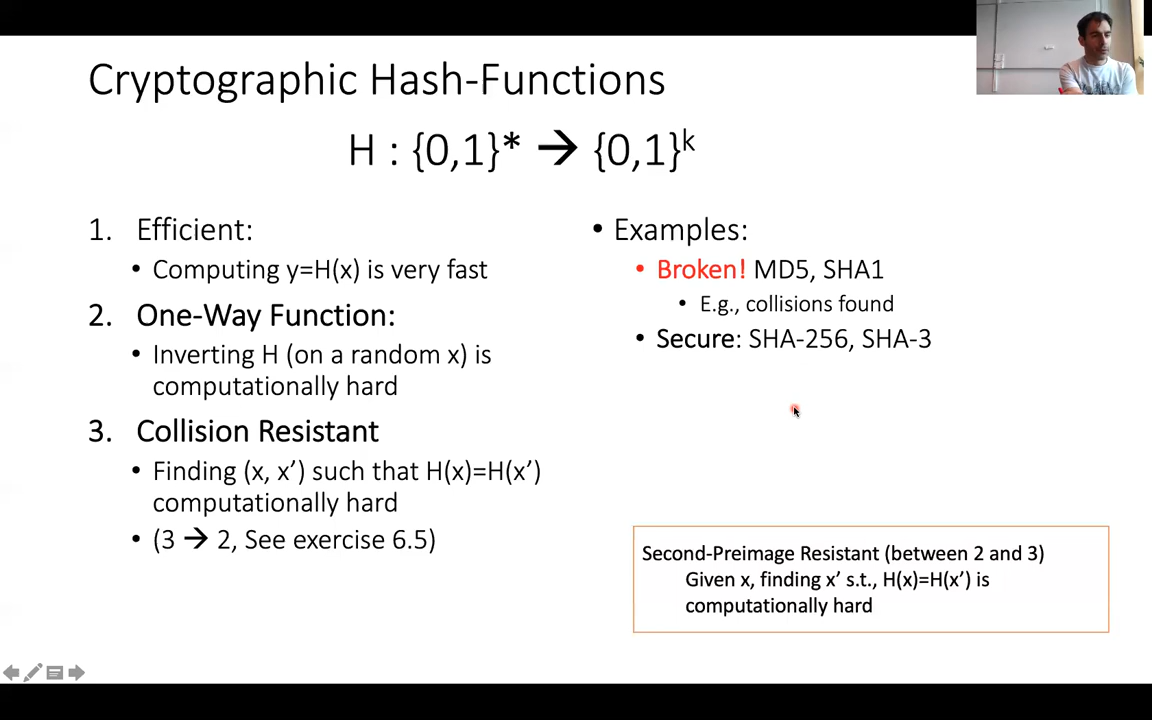 Cryptographic Hash-Functions
H : {0,1}* → {0,1}ᵏ
1. Efficient:
• Computing y=H(x) is very fast
2. One-Way Function:
• Inverting H (on a random x) is
computationally hard
3. Collision Resistant
• Finding (x, x’) such that H(x)=H(x’)
computationally hard
• (3 → 2, See exercise 6.5)
• Examples:
• Broken! MD5, SHA1
• E.g., collisions found
• Secure: SHA-256, SHA-3
Second-Preimage Resistant (between 2 and 3)
Given x, finding x’ s.t., H(x)=H(x’) is
computationally hard